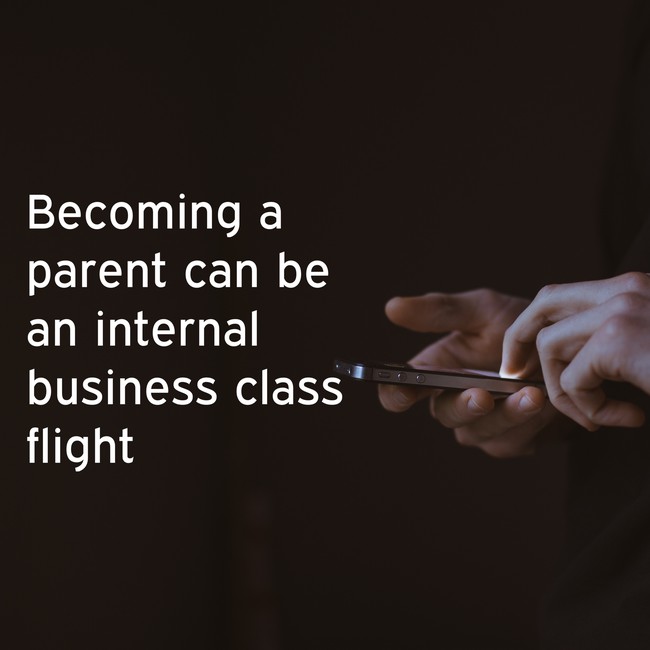 Becoming a
parent can be
an internal
business class
flight